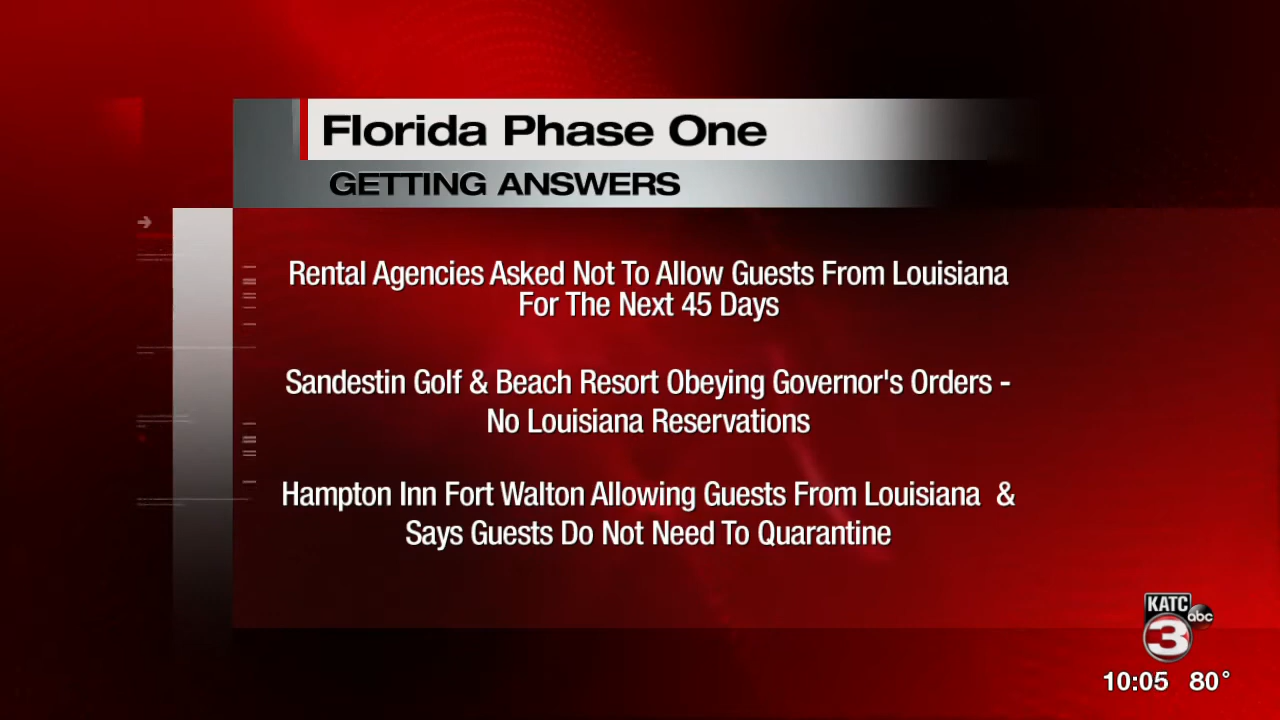 Florida Phase One
GETTING ANSWERS
Rental Agencies Asked Not To Allow Guests From Louisiana
For The Next 45 Days
Sandestin Golf & Beach Resort Obeying Governor's Orders -
No Louisiana Reservations
Hampton Inn Fort Walton Allowing Guests From Louisiana &
Says Guests Do Not Need To Quarantine
KATC
abc
3
10:05 80°